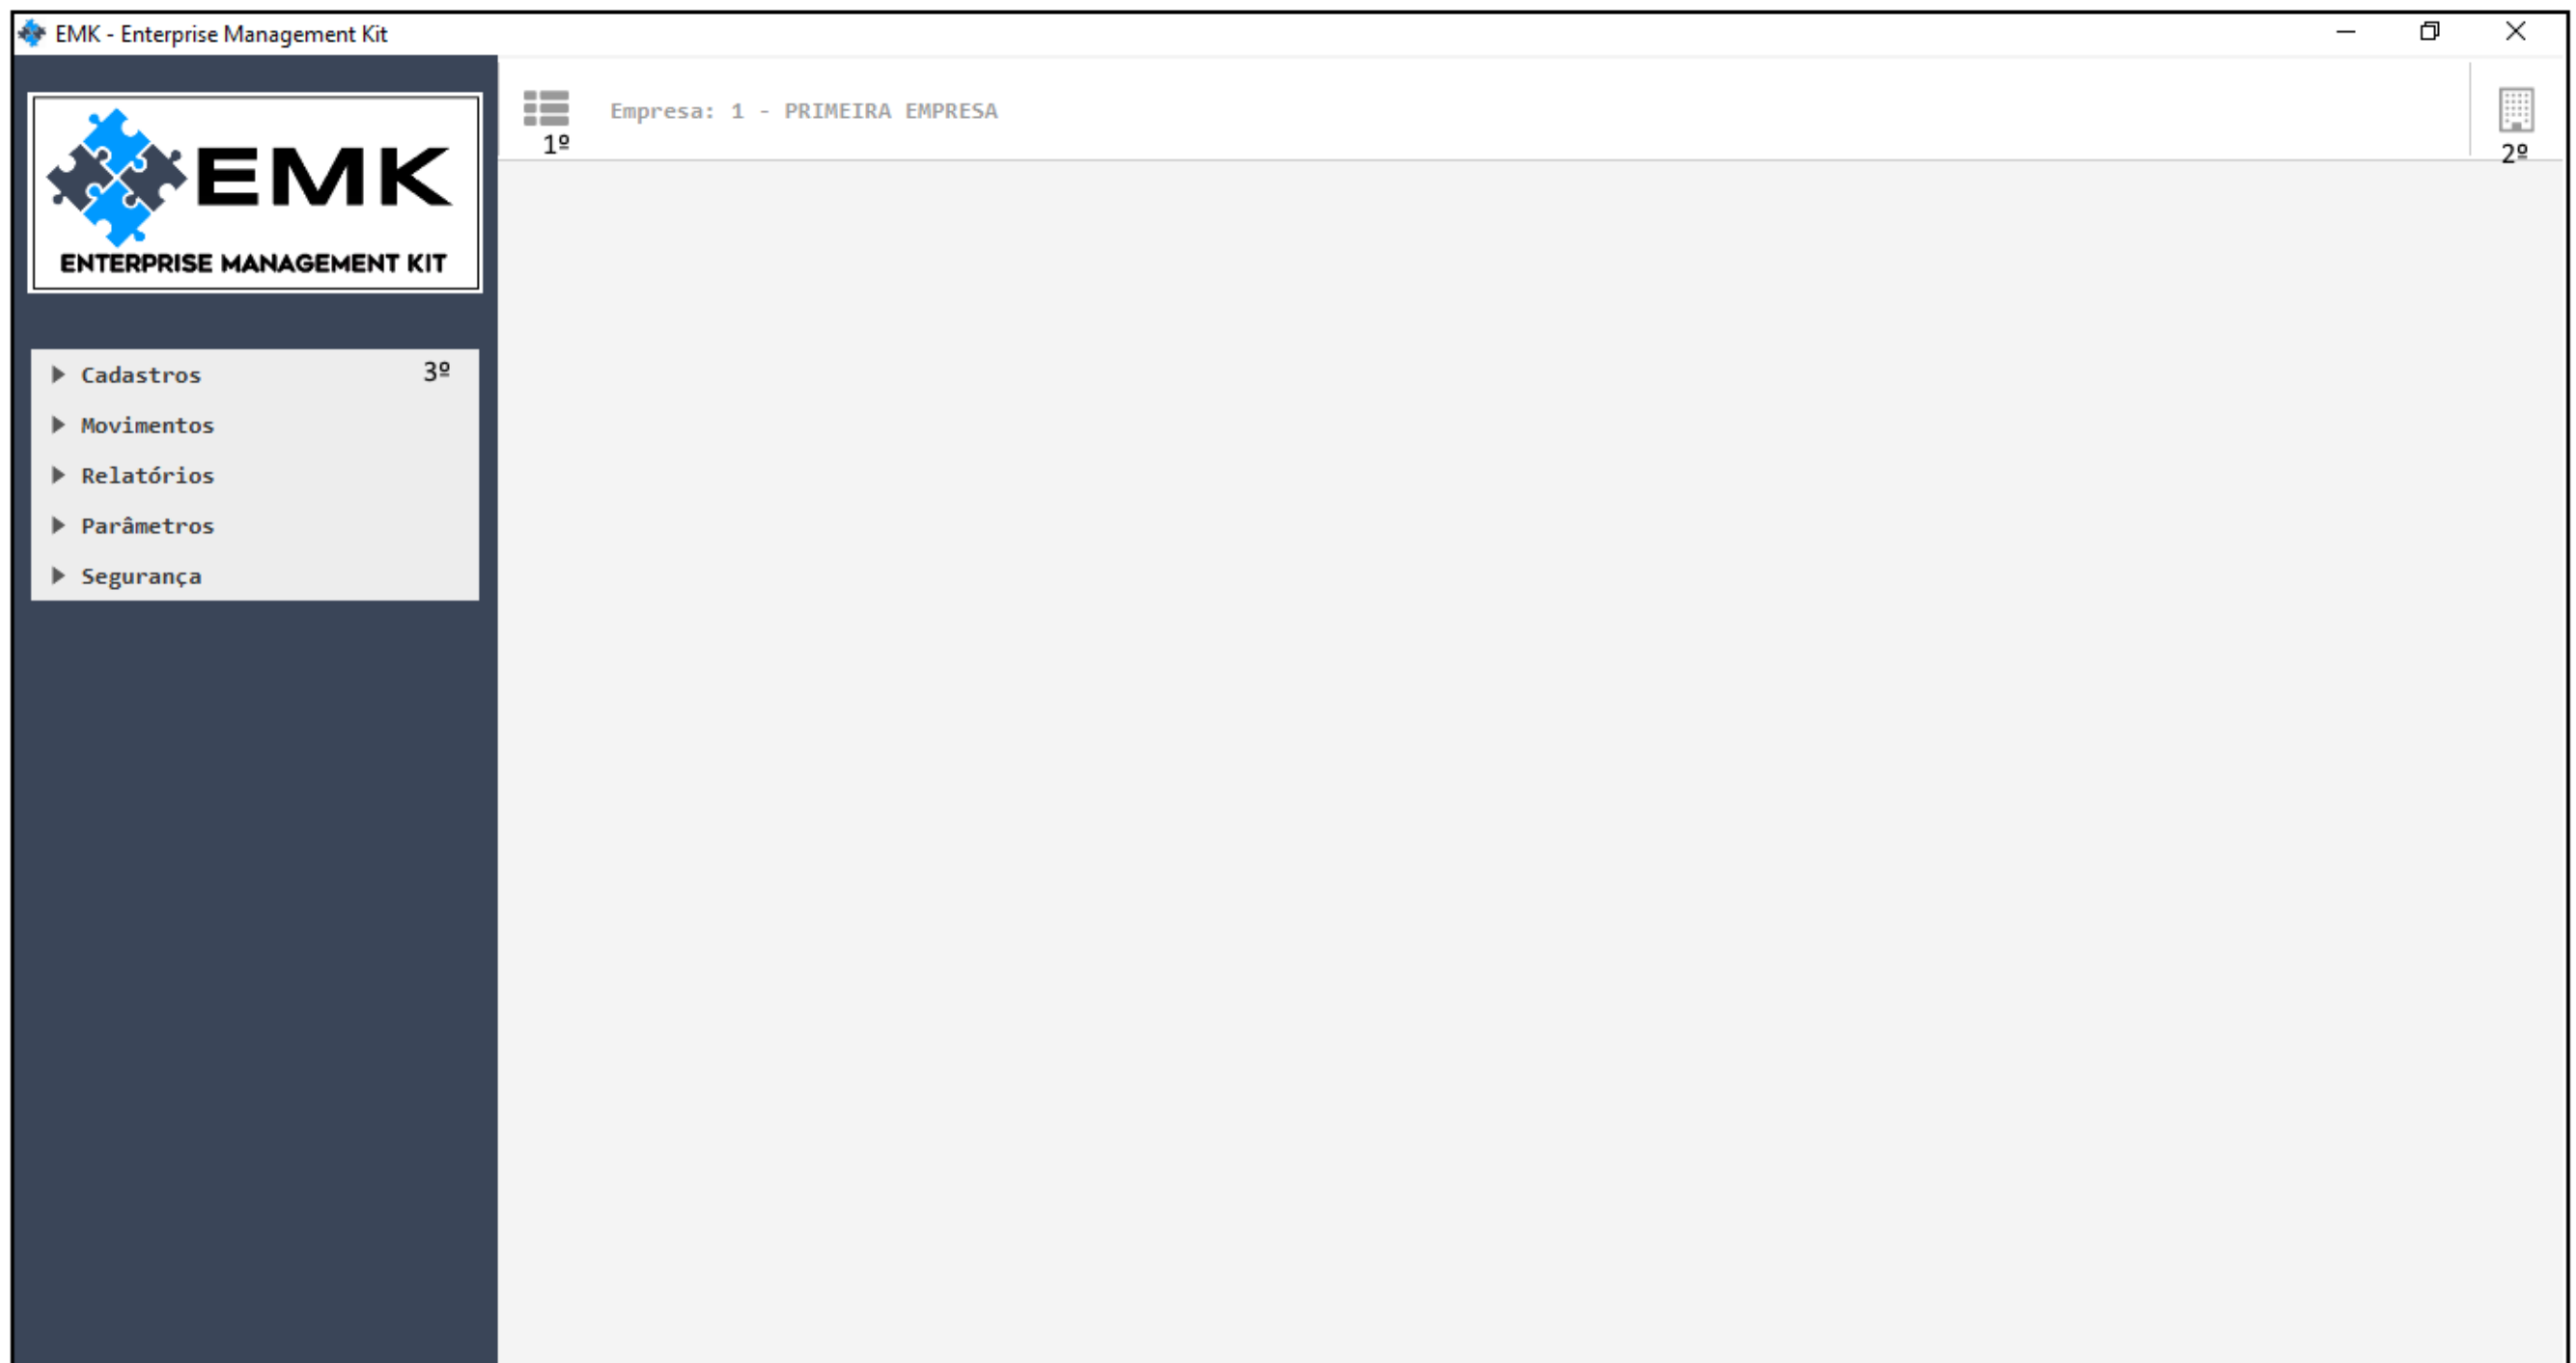 EMK - Enterprise Management Kit
EMK
ENTERPRISE MANAGEMENT KIT
Empresa: 1 - PRIMEIRA EMPRESA
1º
2º
Cadastros 3º
Movimentos
Relatórios
Parâmetros
Segurança